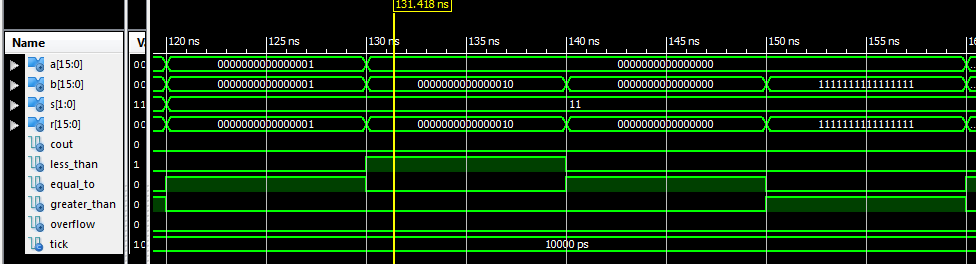 131.418 ns
Name Va
120 ns 125 ns 130 ns 135 ns 140 ns 145 ns 150 ns 155 ns
a[15:0] 00 0000000000000001 0000000000000000
b[15:0] 00 0000000000000001 0000000000000010 0000000000000000 1111111111111111
s[1:0] 11 11
r[15:0] 00 0000000000000001 0000000000000010 0000000000000000 1111111111111111
cout 0
less_than 1
equal_to 0
greater_than 0
overflow 0
tick 10 10000 ps